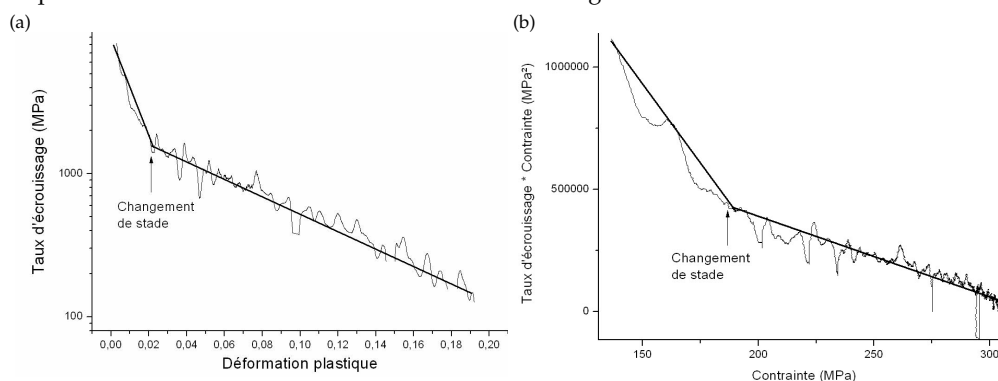 (a)
(b)
Taux d'écrouissage (MPa)
1000
100
Changement
de stade
0,00 0,02 0,04 0,06 0,08 0,10 0,12 0,14 0,16 0,18 0,20
Déformation plastique
Taux d'écrouissage * Contrainte (MPa²)
1000000
500000
0
Changement
de stade
150 200 250 300
Contrainte (MPa)